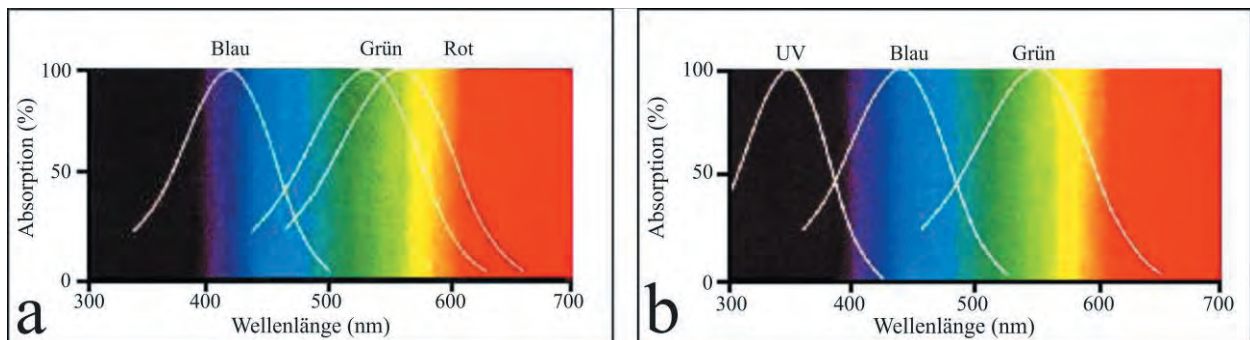 Blau Grün Rot
100
50
0
Absorption (%)
300 400 500 600 700
Wellenlänge (nm)
a
UV Blau Grün
100
50
0
Absorption (%)
300 400 500 600 700
Wellenlänge (nm)
b